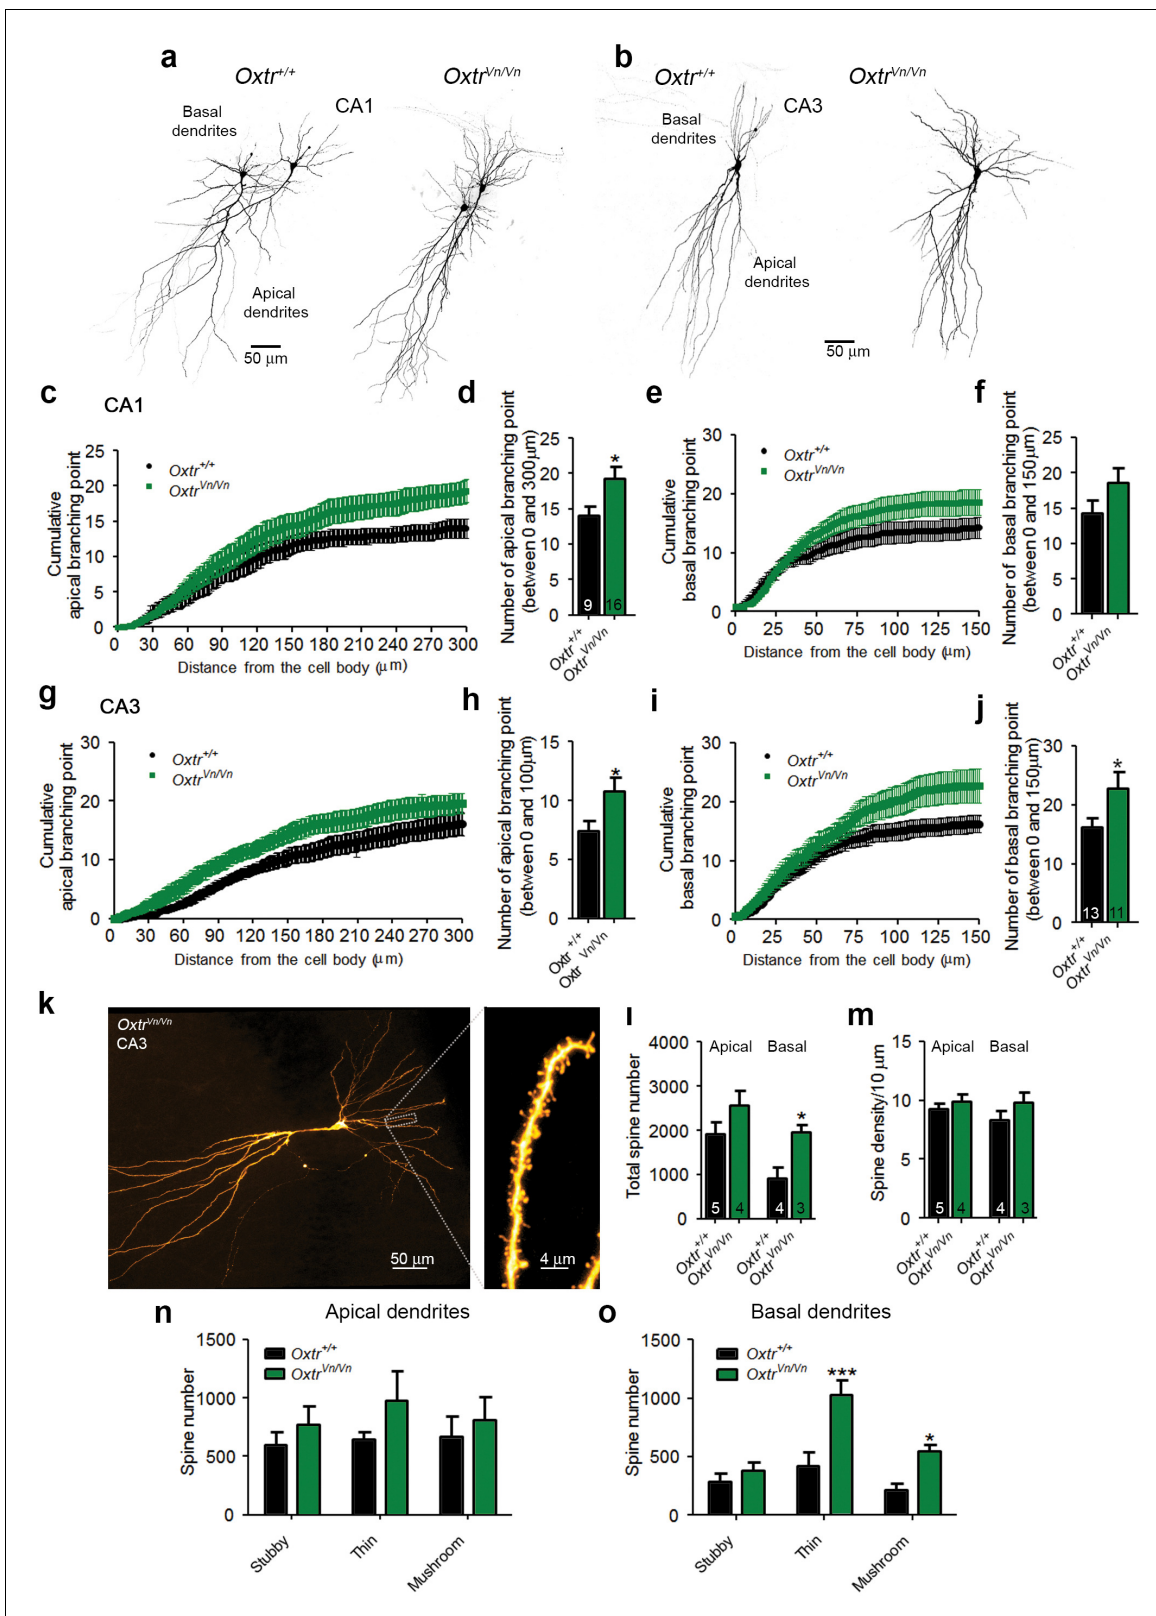 a
Oxtr+/+
OxtrVn/Vn
CA1
Basal
dendrites
Apical
dendrites
50 μm
b
Oxtr+/+
OxtrVn/Vn
CA3
Basal
dendrites
Apical
dendrites
50 μm
c
CA1
Cumulative
apical branching point
25
20
15
10
5
0
Oxtr+/+
OxtrVn/Vn
0 30 60 90 120 150 180 210 240 270 300
Distance from the cell body (μm)
d
Number of apical branching point
(between 0 and 300μm)
25
20
15
10
5
0
*
9 16
Oxtr+/+
OxtrVn/Vn
e
Cumulative
basal branching point
30
20
10
0
Oxtr+/+
OxtrVn/Vn
0 25 50 75 100 125 150
Distance from the cell body (μm)
f
Number of basal branching point
(between 0 and 150μm)
25
20
15
10
5
0
Oxtr+/+
OxtrVn/Vn
g
CA3
Cumulative
apical branching point
30
20
10
0
Oxtr+/+
OxtrVn/Vn
0 30 60 90 120 150 180 210 240 270 300
Distance from the cell body (μm)
h
Number of apical branching point
(between 0 and 100μm)
15
10
5
0
*
Oxtr+/+
Oxtr Vn/Vn
i
Cumulative
basal branching point
30
20
10
0
Oxtr+/+
OxtrVn/Vn
0 25 50 75 100 125 150
Distance from the cell body (μm)
j
Number of basal branching point
(between 0 and 150μm)
30
20
10
0
*
13 11
Oxtr+/+
OxtrVn/Vn
k
OxtrVn/Vn
CA3
50 μm
4 μm
l
Total spine number
4000
3000
2000
1000
0
Apical Basal
*
5 4 4 3
Oxtr+/+
OxtrVn/Vn
Oxtr+/+
OxtrVn/Vn
m
Spine density/10 μm
15
10
5
0
Apical Basal
5 4 4 3
Oxtr+/+
OxtrVn/Vn
Oxtr+/+
OxtrVn/Vn
n
Apical dendrites
Spine number
1500
1000
500
0
Oxtr+/+
OxtrVn/Vn
Stubby
Thin
Mushroom
o
Basal dendrites
Spine number
1500
1000
500
0
Oxtr+/+
OxtrVn/Vn
***
*
Stubby
Thin
Mushroom